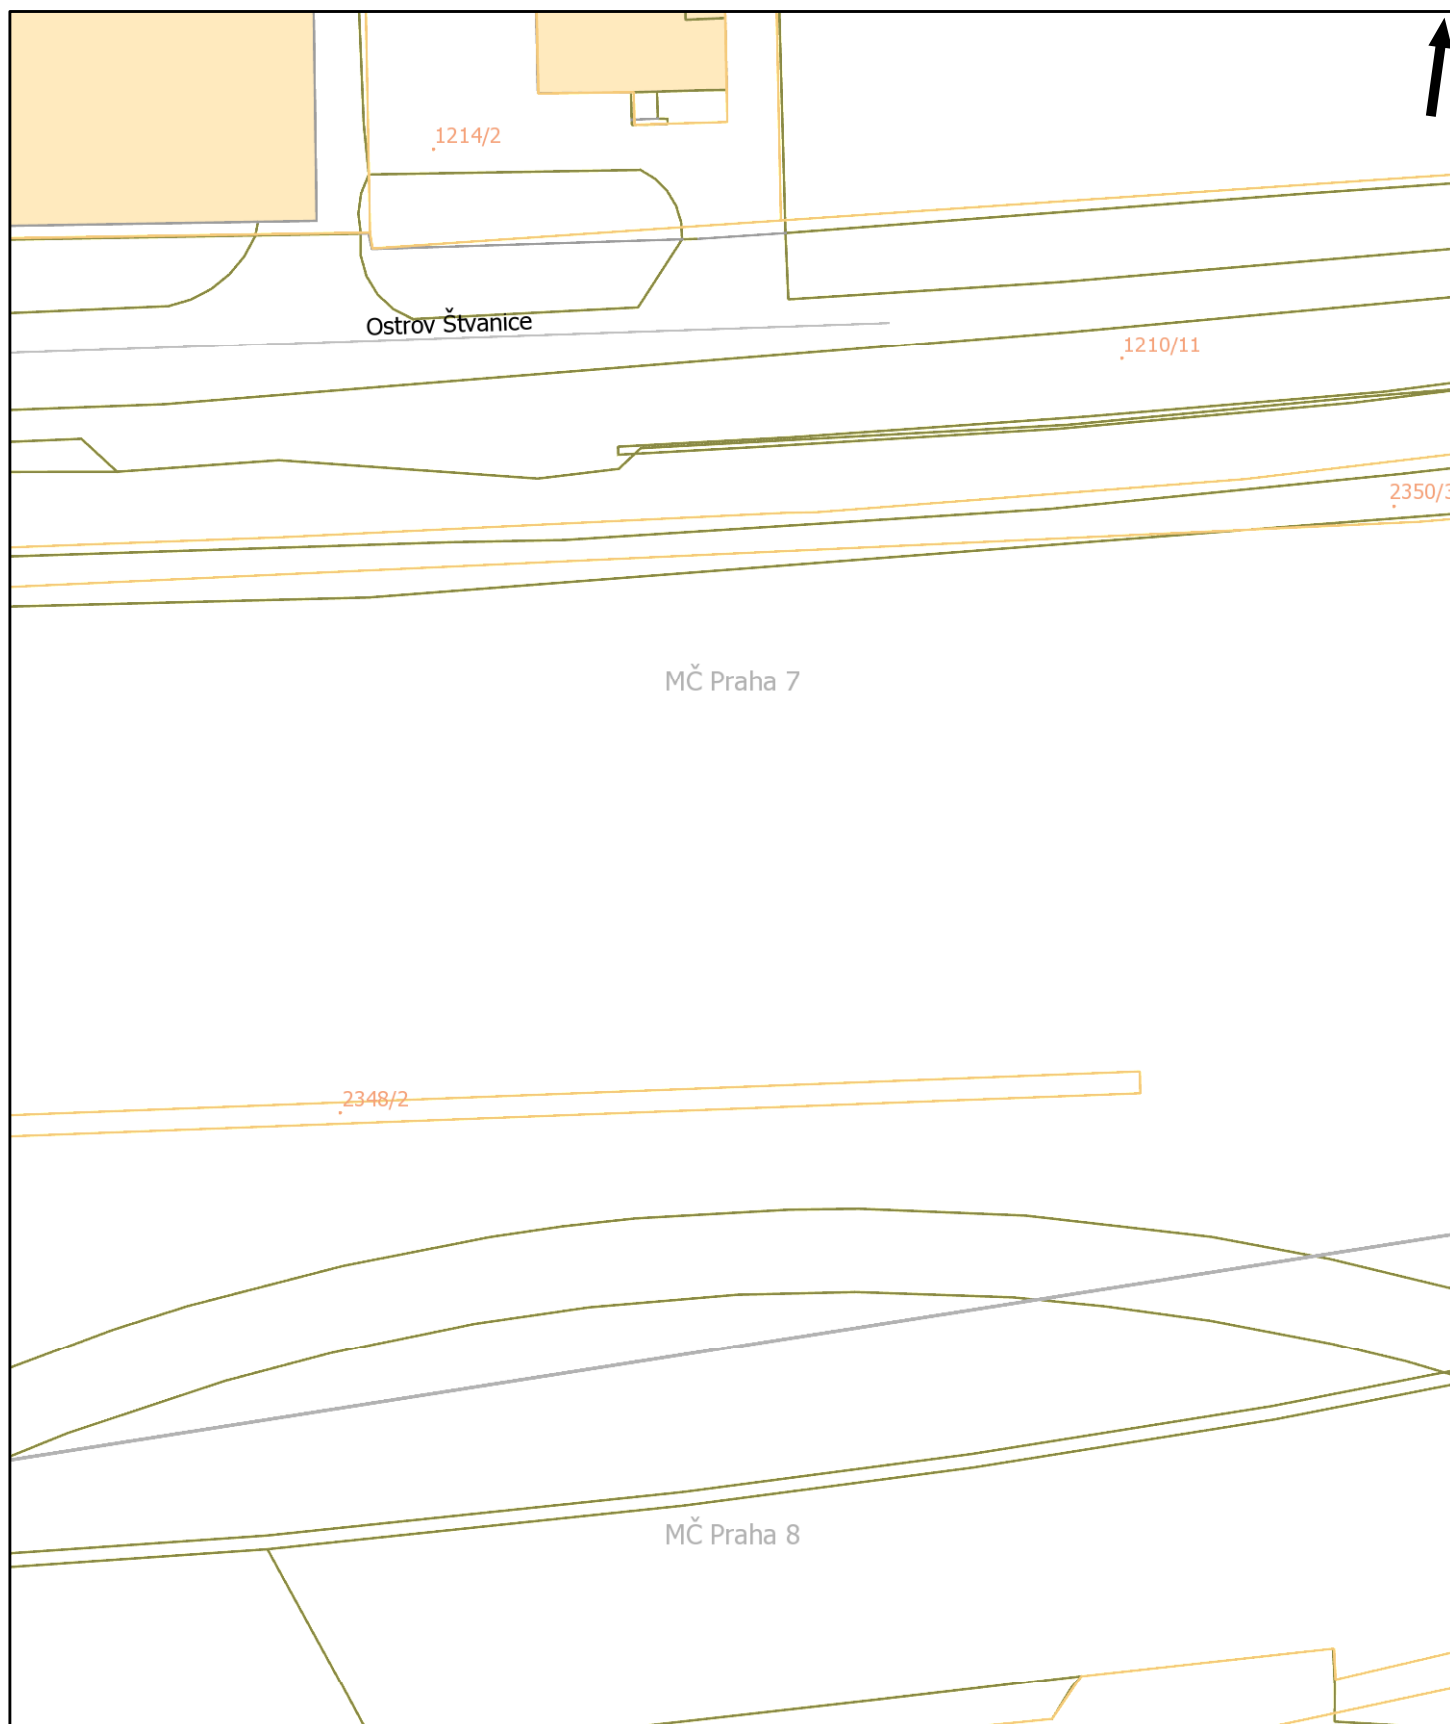 1214/2
Ostrov Štvanice
1210/11
2350/3
MČ Praha 7
2348/2
MČ Praha 8